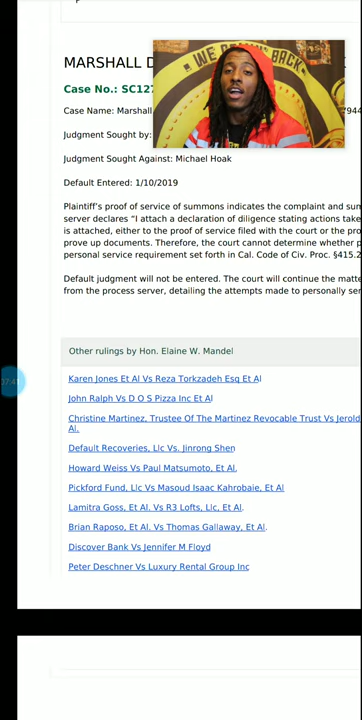 MARSHALL D
Case No.: SC127
Case Name: Marshall
7944
Judgment Sought by:
Judgment Sought Against: Michael Hoak
Default Entered: 1/10/2019
Plaintiff's proof of service of summons indicates the complaint and sum
server declares "I attach a declaration of diligence stating actions take
is attached, either to the proof of service filed with the court or the pro
prove up documents. Therefore, the court cannot determine whether p
personal service requirement set forth in Cal. Code of Civ. Proc. §415.2
Default judgment will not be entered. The court will continue the matte
from the process server, detailing the attempts made to personally ser
WE BACK
07:41
Other rulings by Hon. Elaine W. Mandel
Karen Jones Et Al Vs Reza Torkzadeh Esq Et Al
John Ralph Vs D O S Pizza Inc Et Al
Christine Martinez, Trustee Of The Martinez Revocable Trust Vs Jerold
Al.
Default Recoveries, Llc Vs. Jinrong Shen
Howard Weiss Vs Paul Matsumoto, Et Al.
Pickford Fund, Llc Vs Masoud Isaac Kahrobaie, Et Al
Lamitra Goss, Et Al. Vs R3 Lofts, Llc, Et Al.
Brian Raposo, Et Al. Vs Thomas Gallaway, Et Al.
Discover Bank Vs Jennifer M Floyd
Peter Deschner Vs Luxury Rental Group Inc